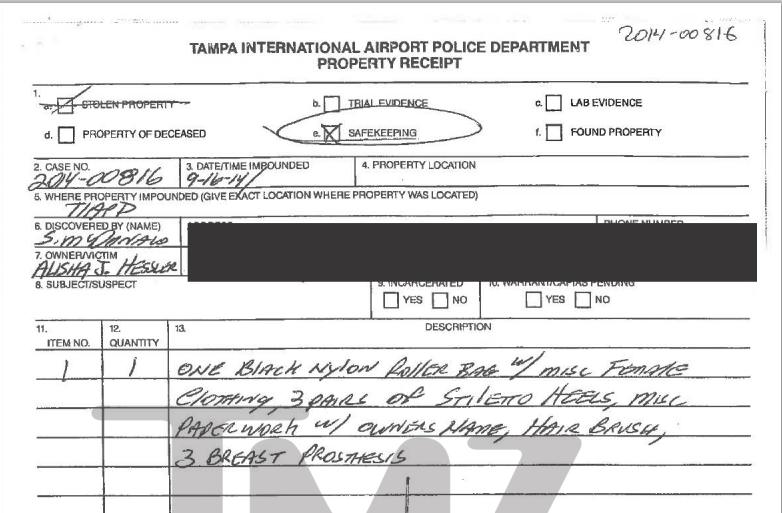 2014-00816
TAMPA INTERNATIONAL AIRPORT POLICE DEPARTMENT
PROPERTY RECEIPT
1.
a. STOLEN PROPERTY b. TRIAL EVIDENCE c. LAB EVIDENCE
d. PROPERTY OF DECEASED e. SAFEKEEPING f. FOUND PROPERTY
2. CASE NO. 3. DATE/TIME IMPOUNDED 4. PROPERTY LOCATION
2014-00816 9-16-14/
5. WHERE PROPERTY IMPOUNDED (GIVE EXACT LOCATION WHERE PROPERTY WAS LOCATED)
TIAPD
6. DISCOVERED BY (NAME) PHONE NUMBER
S. McDonald
7. OWNER/VICTIM
ALISHA J. HESSLER
8. SUBJECT/SUSPECT 9. INCARCERATED 10. WARRANT/CAPIAS PENDING
YES NO YES NO
11. 12. 13. DESCRIPTION
ITEM NO. QUANTITY
1 1 ONE BLACK NYLON ROLLER BAG W/ MISC FEMALE
CLOTHING, 3 PAIRS OF STILETTO HEELS, MISC
PAPERWORK W/ OWNERS NAME, HAIR BRUSH,
3 BREAST PROSTHESIS
TMZ